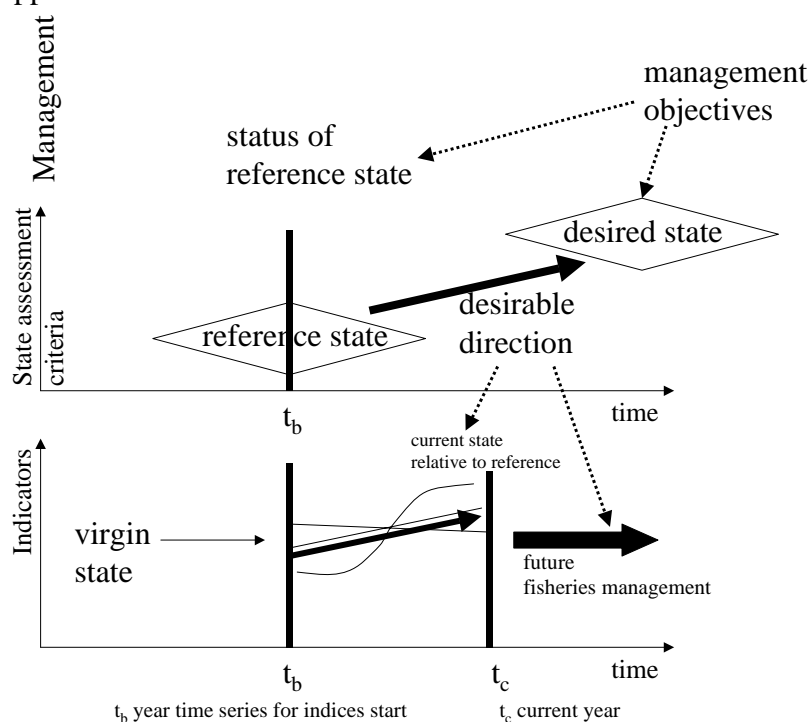 Management
management
objectives
status of
reference state
desired state
State assessment
criteria
reference state
desirable
direction
t_b
time
Indicators
current state
relative to reference
virgin
state
future
fisheries management
t_b
t_c
time
t_b year time series for indices start
t_c current year